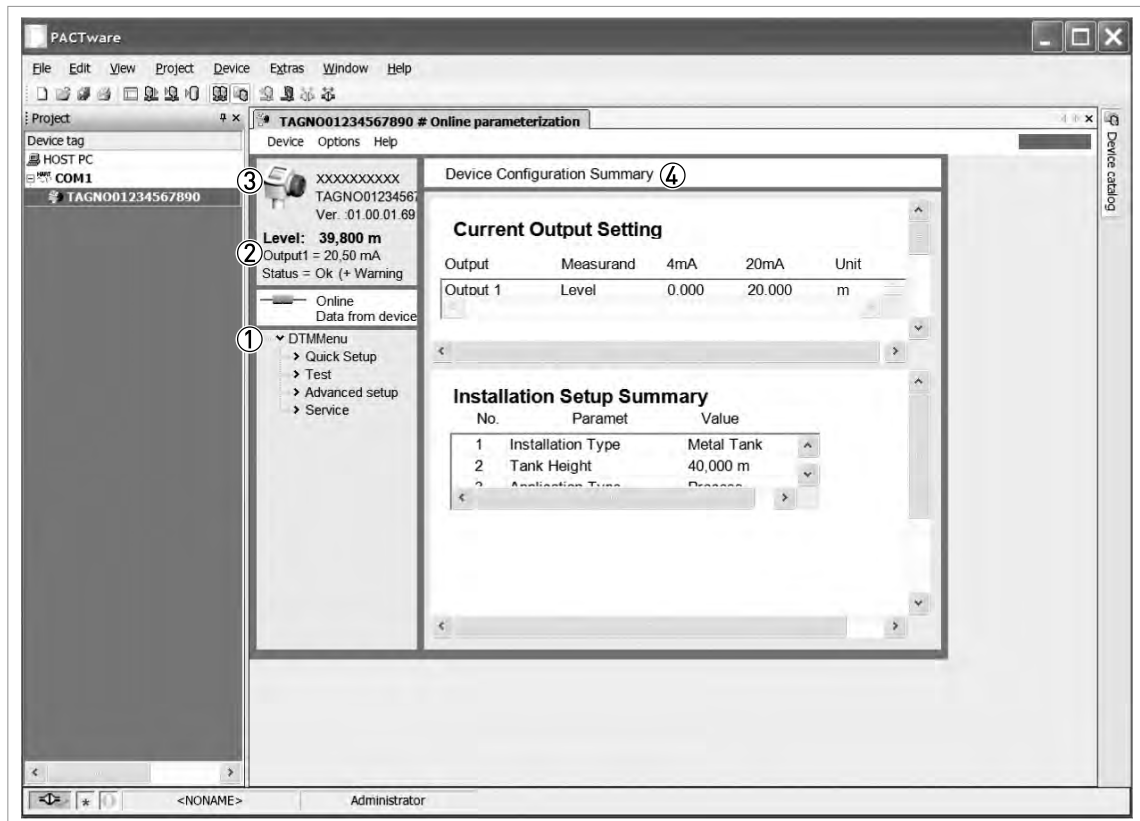 PACTware
File Edit View Project Device Extras Window Help
Project
Device tag
HOST PC
COM1
TAGNO01234567890
TAGNO01234567890 # Online parameterization
Device Options Help
③
XXXXXXXXXX
TAGNO01234567
Ver. :01.00.01.69
Level: 39,800 m
②
Output1 = 20,50 mA
Status = Ok (+ Warning
Online
Data from device
①
DTMMenu
Quick Setup
Test
Advanced setup
Service
Device Configuration Summary ④
Current Output Setting
Output Measurand 4mA 20mA Unit
Output 1 Level 0.000 20.000 m
Installation Setup Summary
No. Paramet Value
1 Installation Type Metal Tank
2 Tank Height 40,000 m
Device catalog
<NONAME> Administrator